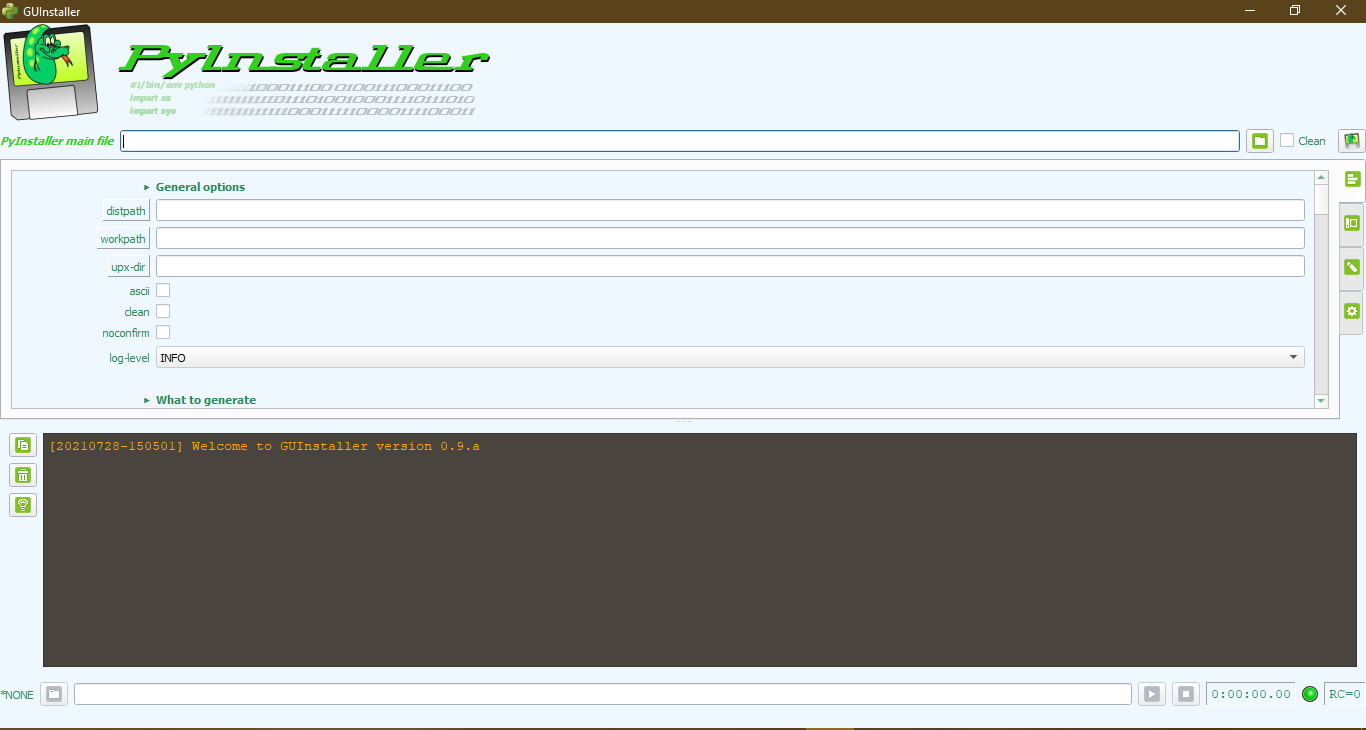 GUInstaller
PyInstaller
#!/bin/env python
import os
import sys
PyInstaller main file
Clean
General options
distpath
workpath
upx-dir
ascii
clean
noconfirm
log-level INFO
What to generate
[20210728-150501] Welcome to GUInstaller version 0.9.a
*NONE
0:00:00.00
RC=0